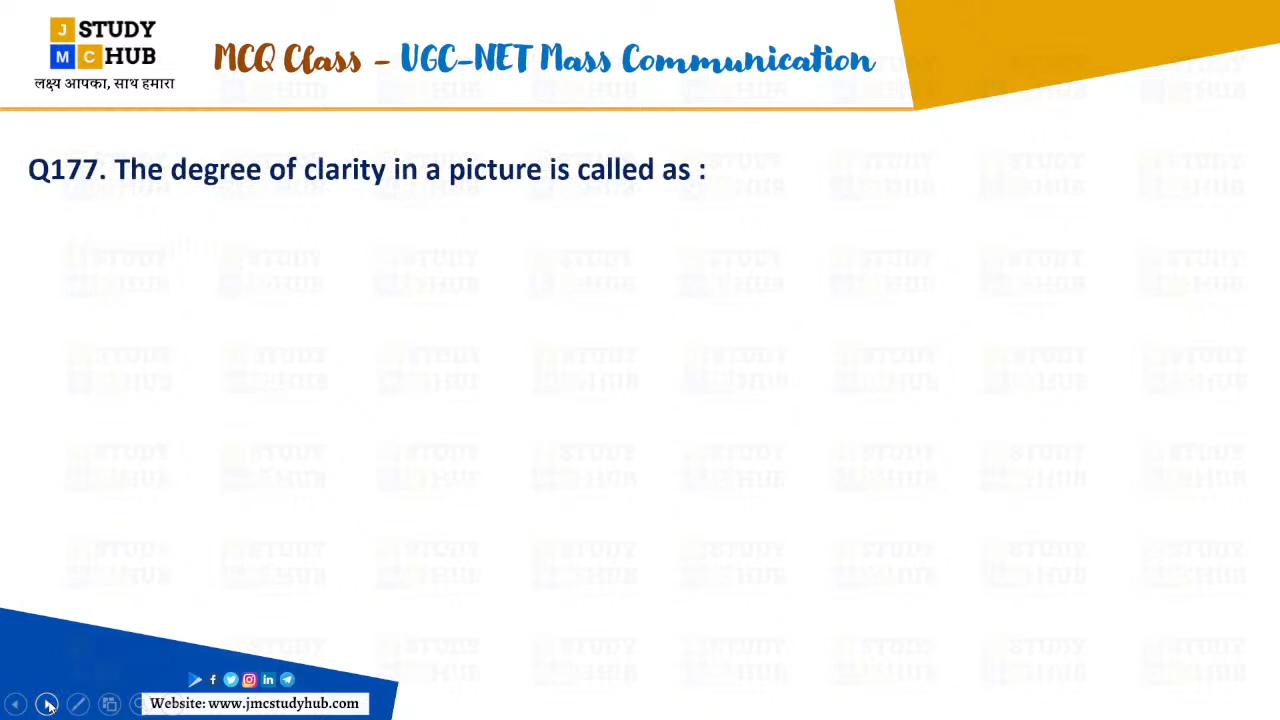 J STUDY
MC HUB
लक्ष्य आपका, साथ हमारा
MCQ Class - UGC-NET Mass Communication
Q177. The degree of clarity in a picture is called as :
Website: www.jmcstudyhub.com